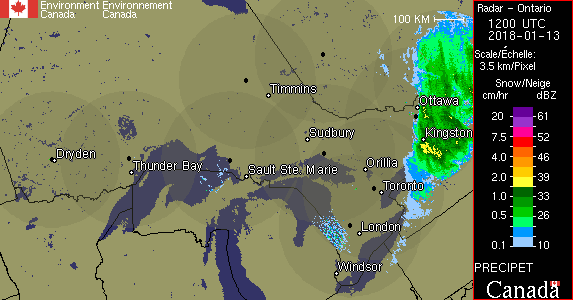 Environment Environnement
Canada Canada
100 KM
Timmins
Ottawa
Sudbury
Kingston
Dryden
Thunder Bay
Sault Ste. Marie
Orillia
Toronto
London
Windsor
Radar - Ontario
1200 UTC
2018-01-13
Scale/Échelle:
3.5 km/Pixel
Snow/Neige
cm/hr dBZ
20 61
7.5 52
4.0 46
2.0 39
1.0 33
0.5 26
0.1 10
PRECIPET
Canada